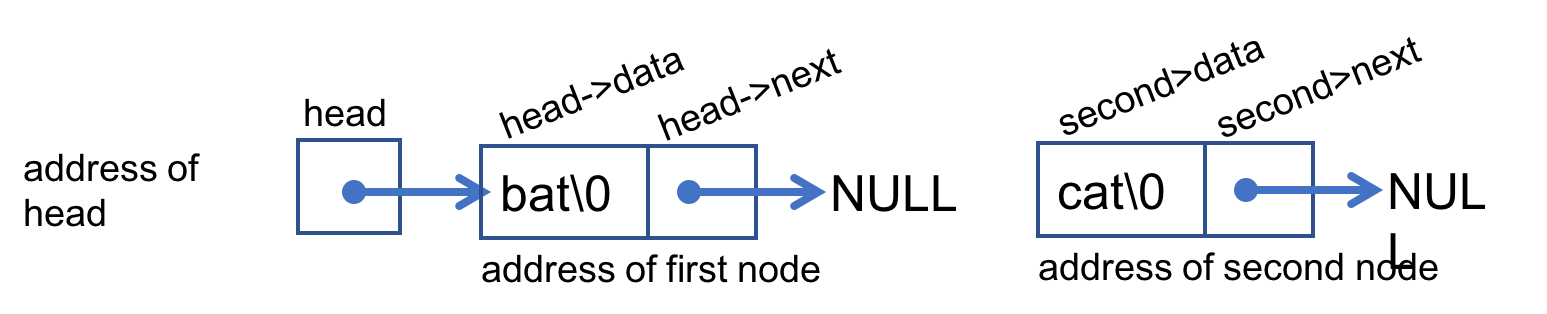 head->data
head->next
second>data
second>next
head
address of
head
bat\0
NULL
cat\0
NUL
L
address of first node
address of second node